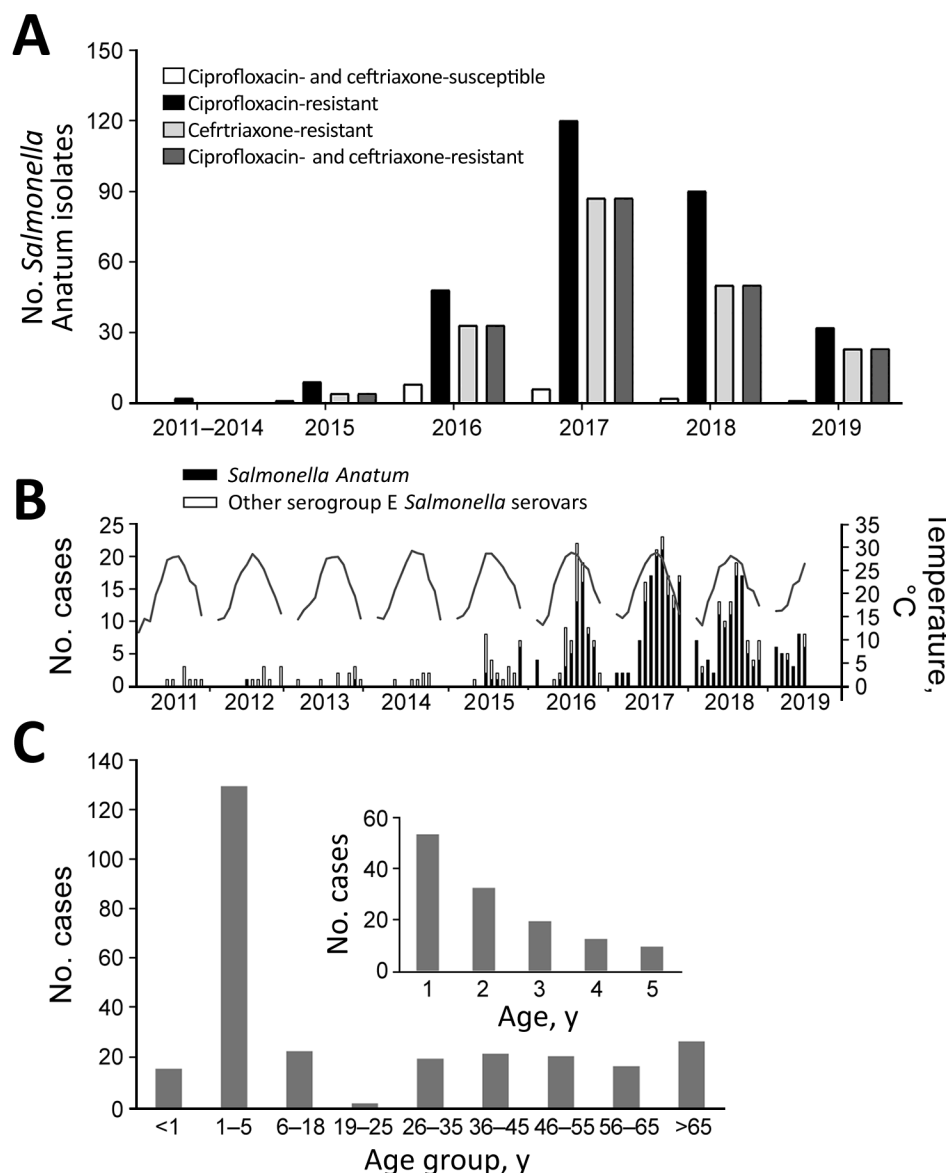 A
150
120
90
60
30
0
No. Salmonella
Anatum isolates
Ciprofloxacin- and ceftriaxone-susceptible
Ciprofloxacin-resistant
Cefrtriaxone-resistant
Ciprofloxacin- and ceftriaxone-resistant
2011–2014 2015 2016 2017 2018 2019
B
Salmonella Anatum
Other serogroup E Salmonella serovars
No. cases
25
20
15
10
5
0
35
30
25
20
15
10
5
0
Temperature,
°C
2011 2012 2013 2014 2015 2016 2017 2018 2019
C
No. cases
140
120
100
80
60
40
20
0
No. cases
60
40
20
0
1 2 3 4 5
Age, y
<1 1–5 6–18 19–25 26–35 36–45 46–55 56–65 >65
Age group, y